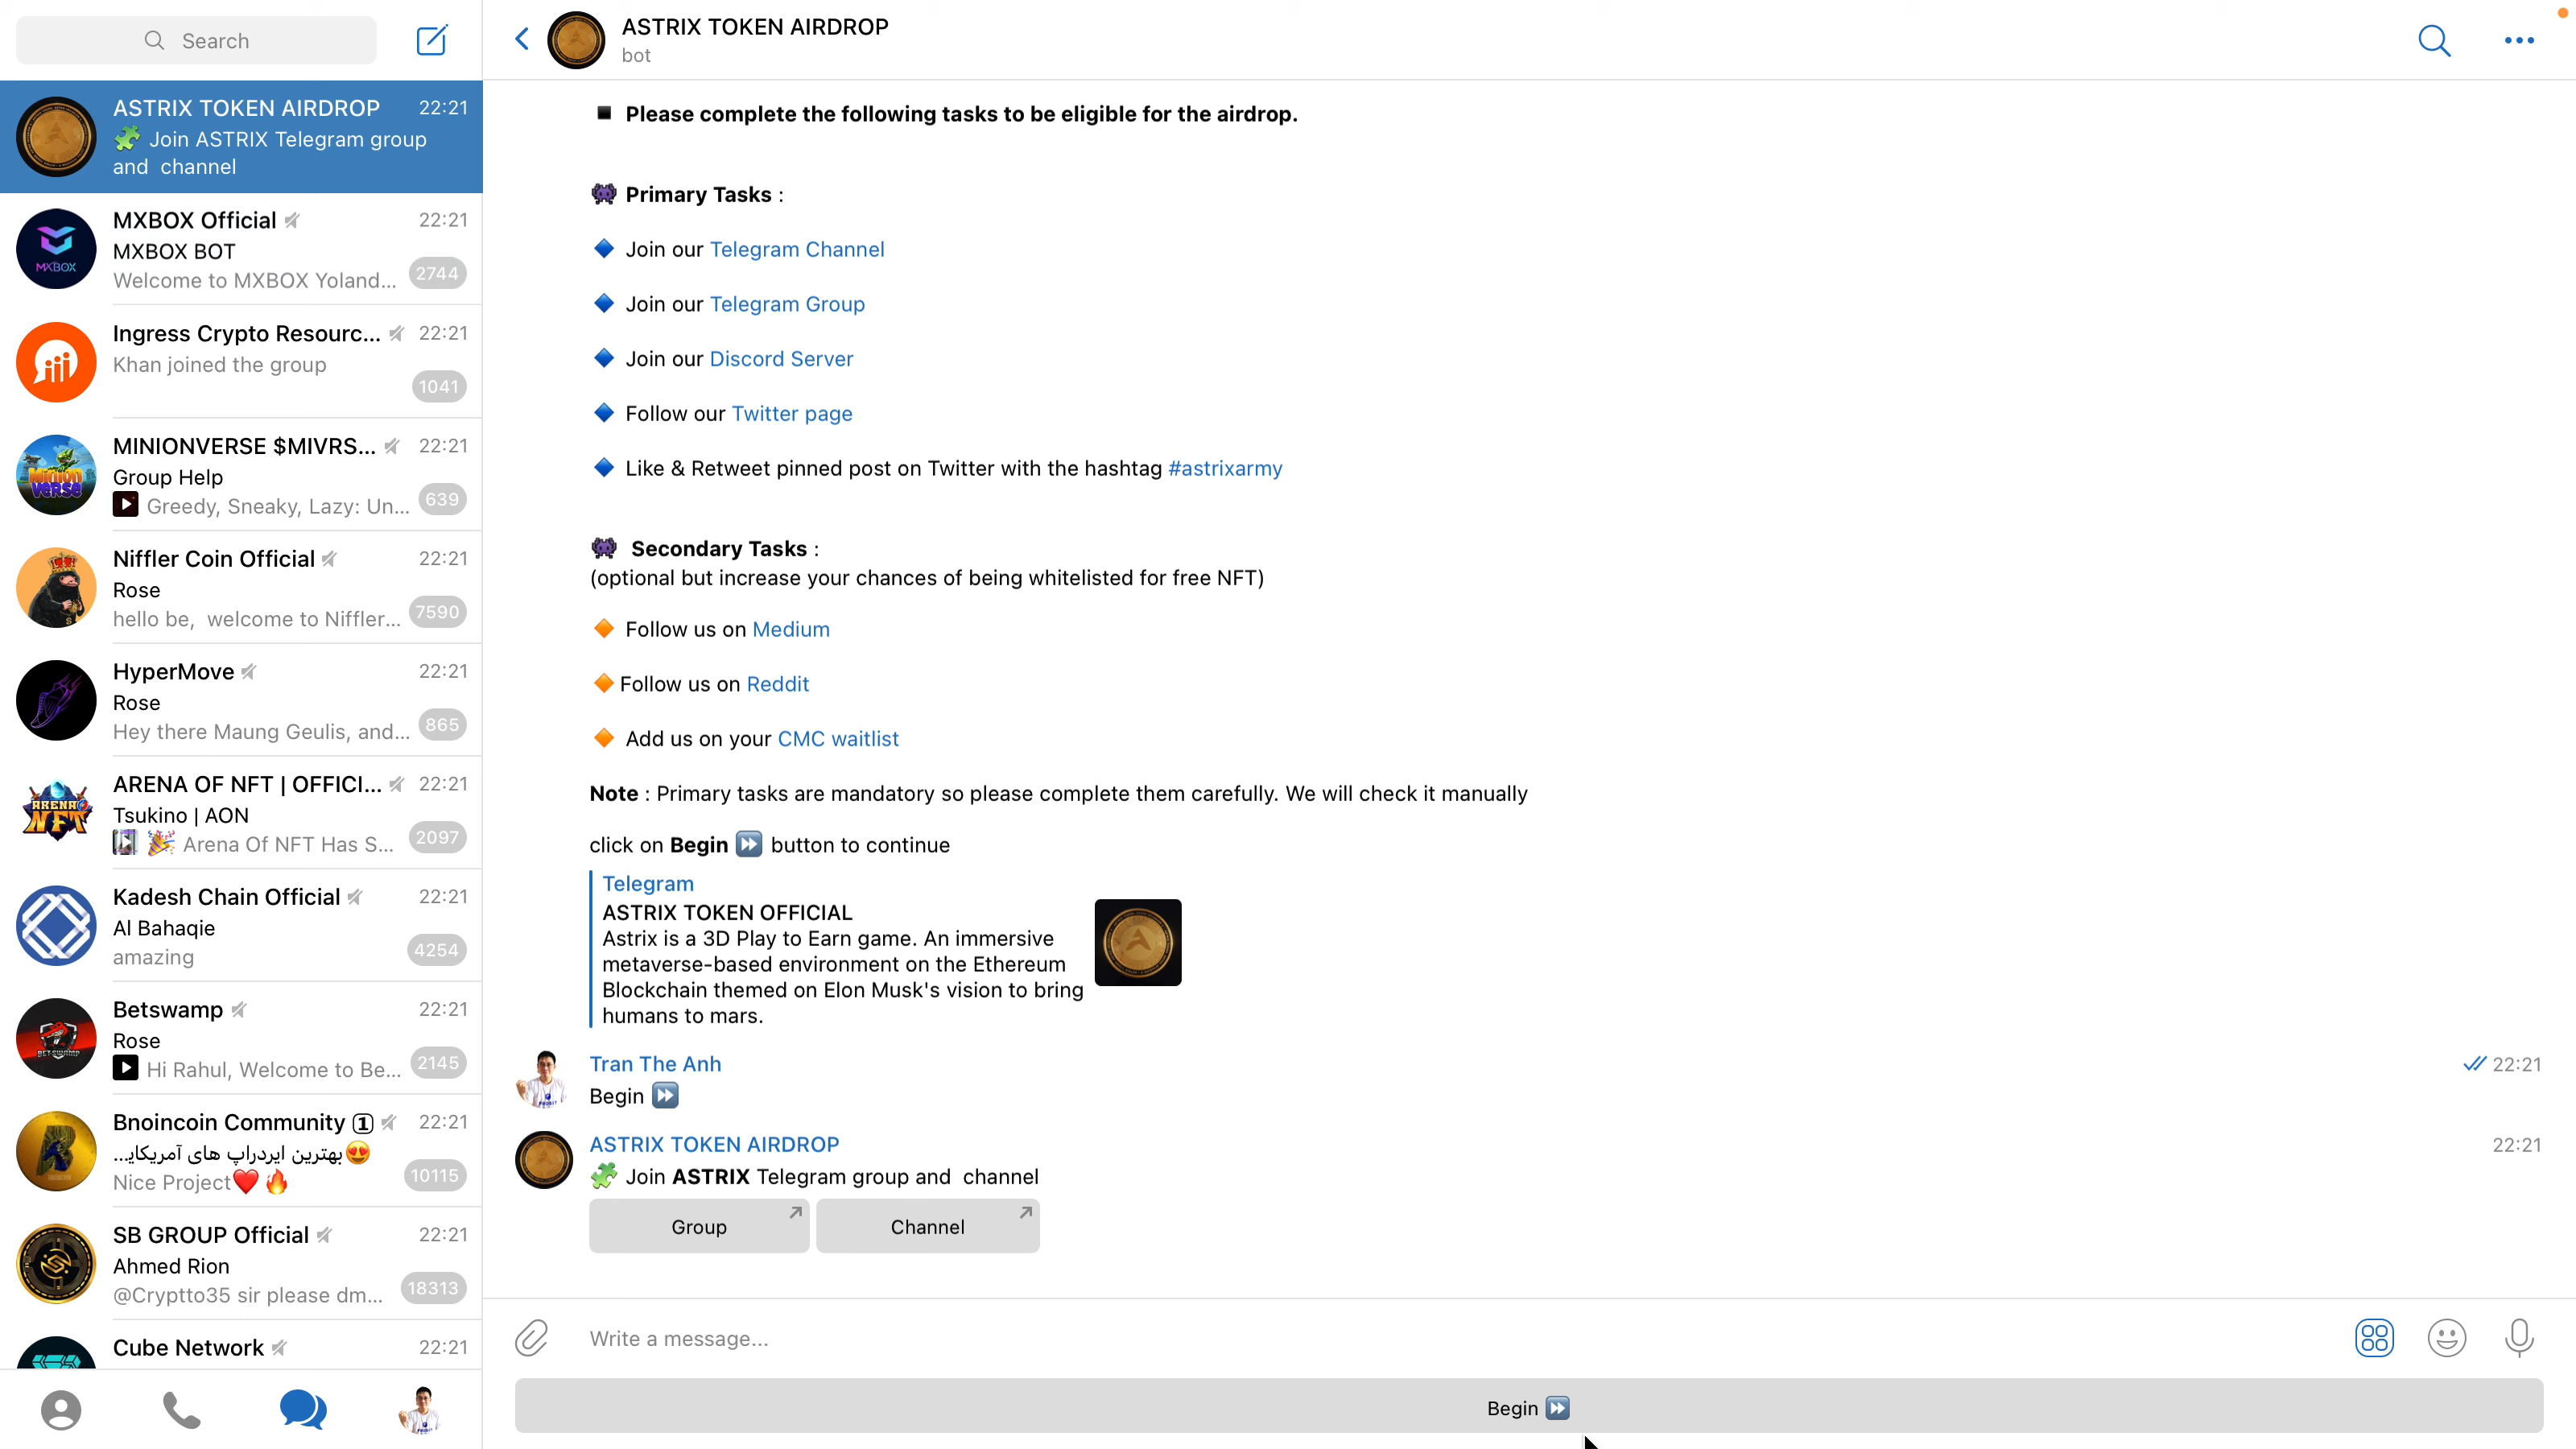 Search
ASTRIX TOKEN AIRDROP
22:21
🧩 Join ASTRIX Telegram group
and channel
MXBOX
MXBOX Official
22:21
MXBOX BOT
Welcome to MXBOX Yoland...
2744
Ingress Crypto Resourc...
22:21
Khan joined the group
1041
Minion
VERSE
MINIONVERSE $MIVRS...
22:21
Group Help
Greedy, Sneaky, Lazy: Un...
639
Niffler Coin Official
22:21
Rose
hello be, welcome to Niffler...
7590
HyperMove
22:21
Rose
Hey there Maung Geulis, and...
865
ARENA
NFT
ARENA OF NFT | OFFICI...
22:21
Tsukino | AON
🎉 Arena Of NFT Has S...
2097
Kadesh Chain Official
22:21
Al Bahaqie
amazing
4254
BETSWAMP
Betswamp
22:21
Rose
Hi Rahul, Welcome to Be...
2145
Bnoincoin Community 1
22:21
😍بهترین ایردراپ های آمریکای...
Nice Project❤️🔥
10115
SB GROUP Official
22:21
Ahmed Rion
@Cryptto35 sir please dm...
18313
Cube Network
22:21
ASTRIX TOKEN AIRDROP
bot
▪️ Please complete the following tasks to be eligible for the airdrop.
👾 Primary Tasks :
🔹 Join our Telegram Channel
🔹 Join our Telegram Group
🔹 Join our Discord Server
🔹 Follow our Twitter page
🔹 Like & Retweet pinned post on Twitter with the hashtag #astrixarmy
👾 Secondary Tasks :
(optional but increase your chances of being whitelisted for free NFT)
🔸 Follow us on Medium
🔸 Follow us on Reddit
🔸 Add us on your CMC waitlist
Note : Primary tasks are mandatory so please complete them carefully. We will check it manually
click on Begin ⏩ button to continue
Telegram
ASTRIX TOKEN OFFICIAL
Astrix is a 3D Play to Earn game. An immersive
metaverse-based environment on the Ethereum
Blockchain themed on Elon Musk's vision to bring
humans to mars.
Tran The Anh
22:21
Begin ⏩
ASTRIX TOKEN AIRDROP
22:21
🧩 Join ASTRIX Telegram group and channel
Group
Channel
Write a message...
Begin ⏩